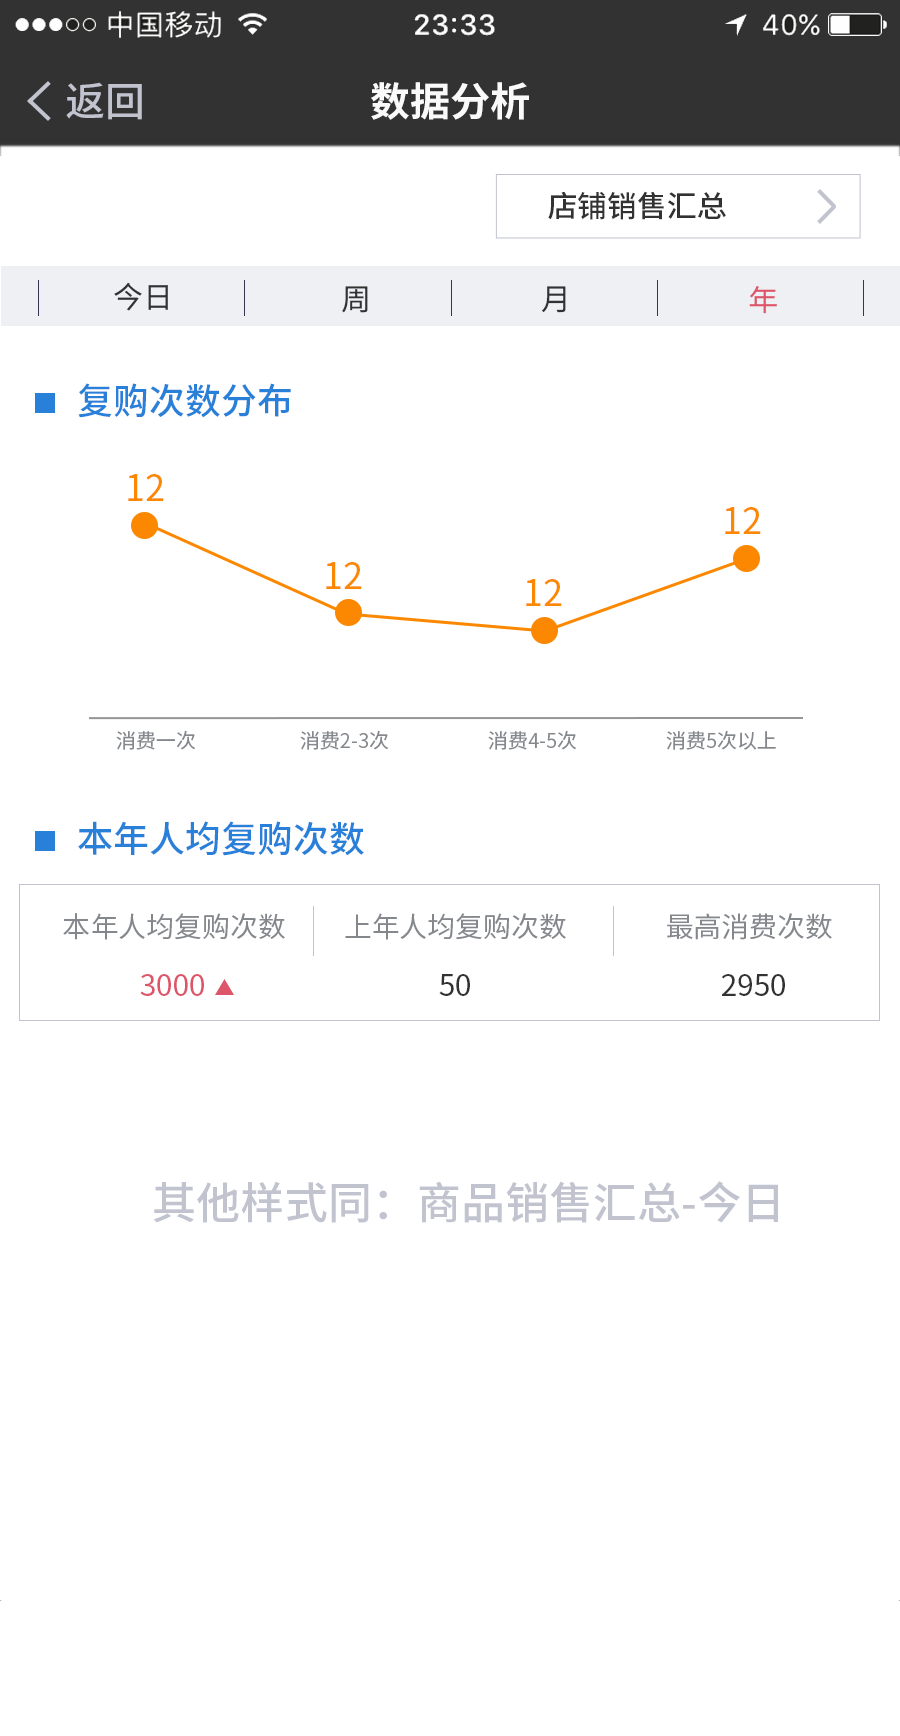 中国移动 23:33 40%
返回 数据分析
店铺销售汇总
今日 周 月 年
复购次数分布
12 12 12 12
消费一次 消费2-3次 消费4-5次 消费5次以上
本年人均复购次数
本年人均复购次数 上年人均复购次数 最高消费次数
3000 50 2950
其他样式同：商品销售汇总-今日